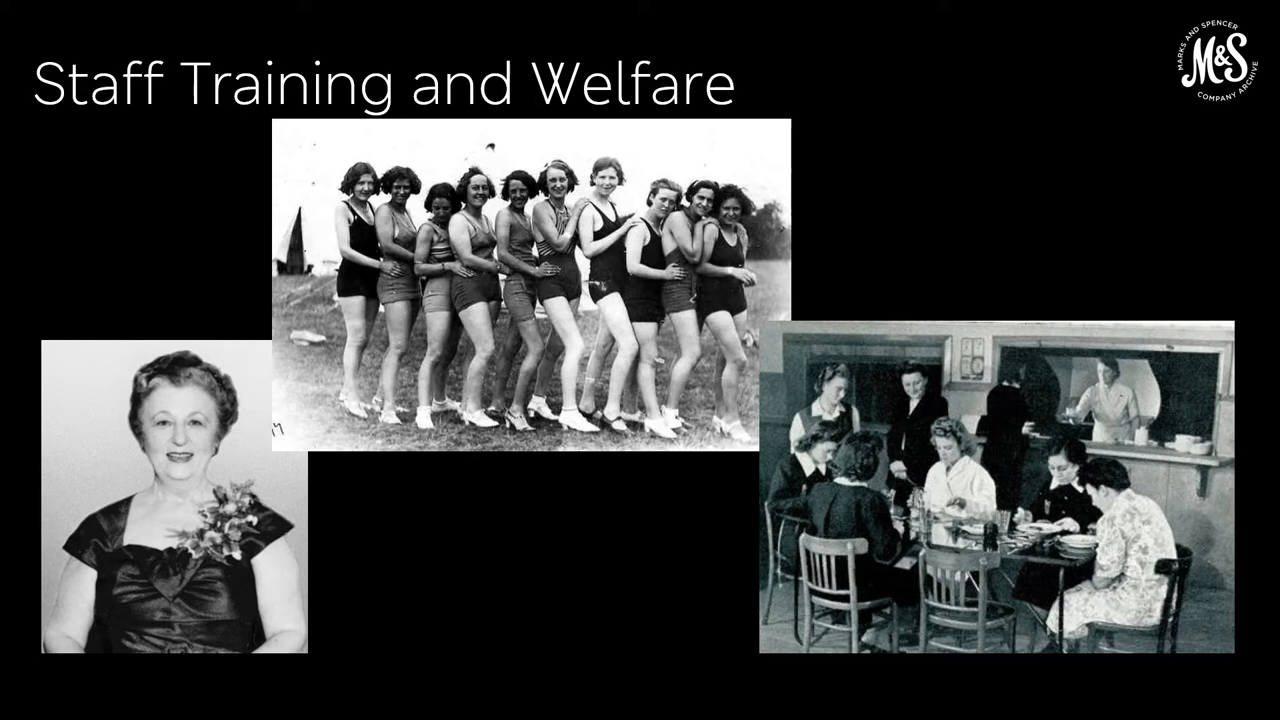 Staff Training and Welfare
MARKS AND SPENCER
M&S
COMPANY ARCHIVE